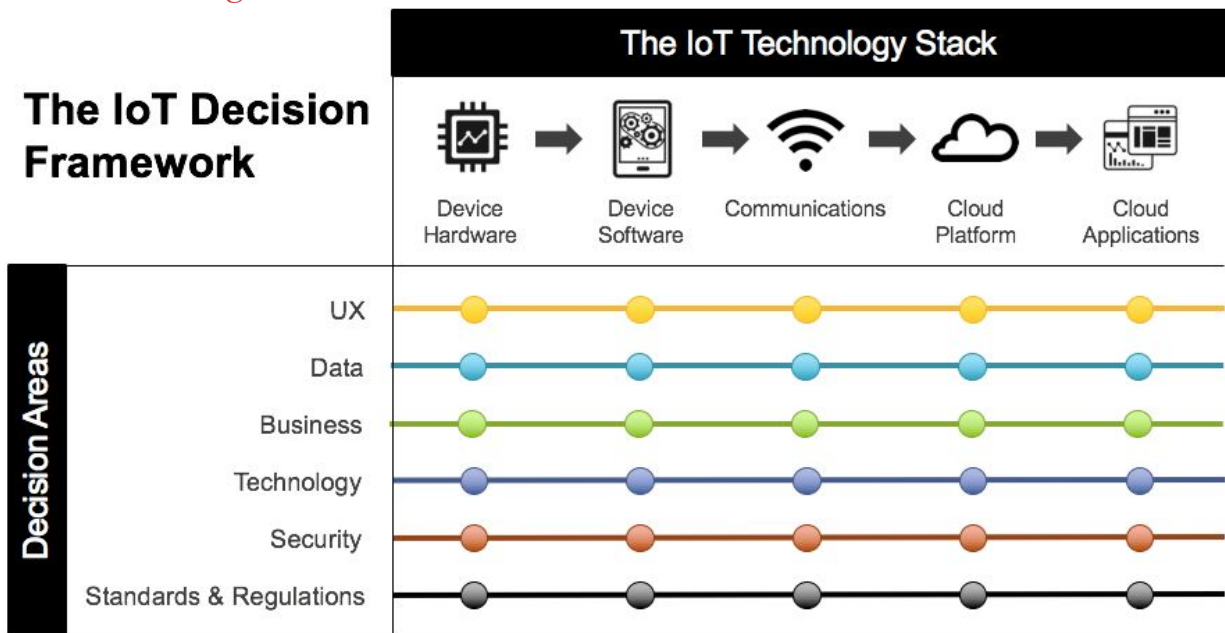 The IoT Technology Stack
The IoT Decision
Framework
Device
Hardware
Device
Software
Communications
Cloud
Platform
Cloud
Applications
Decision Areas
UX
Data
Business
Technology
Security
Standards & Regulations